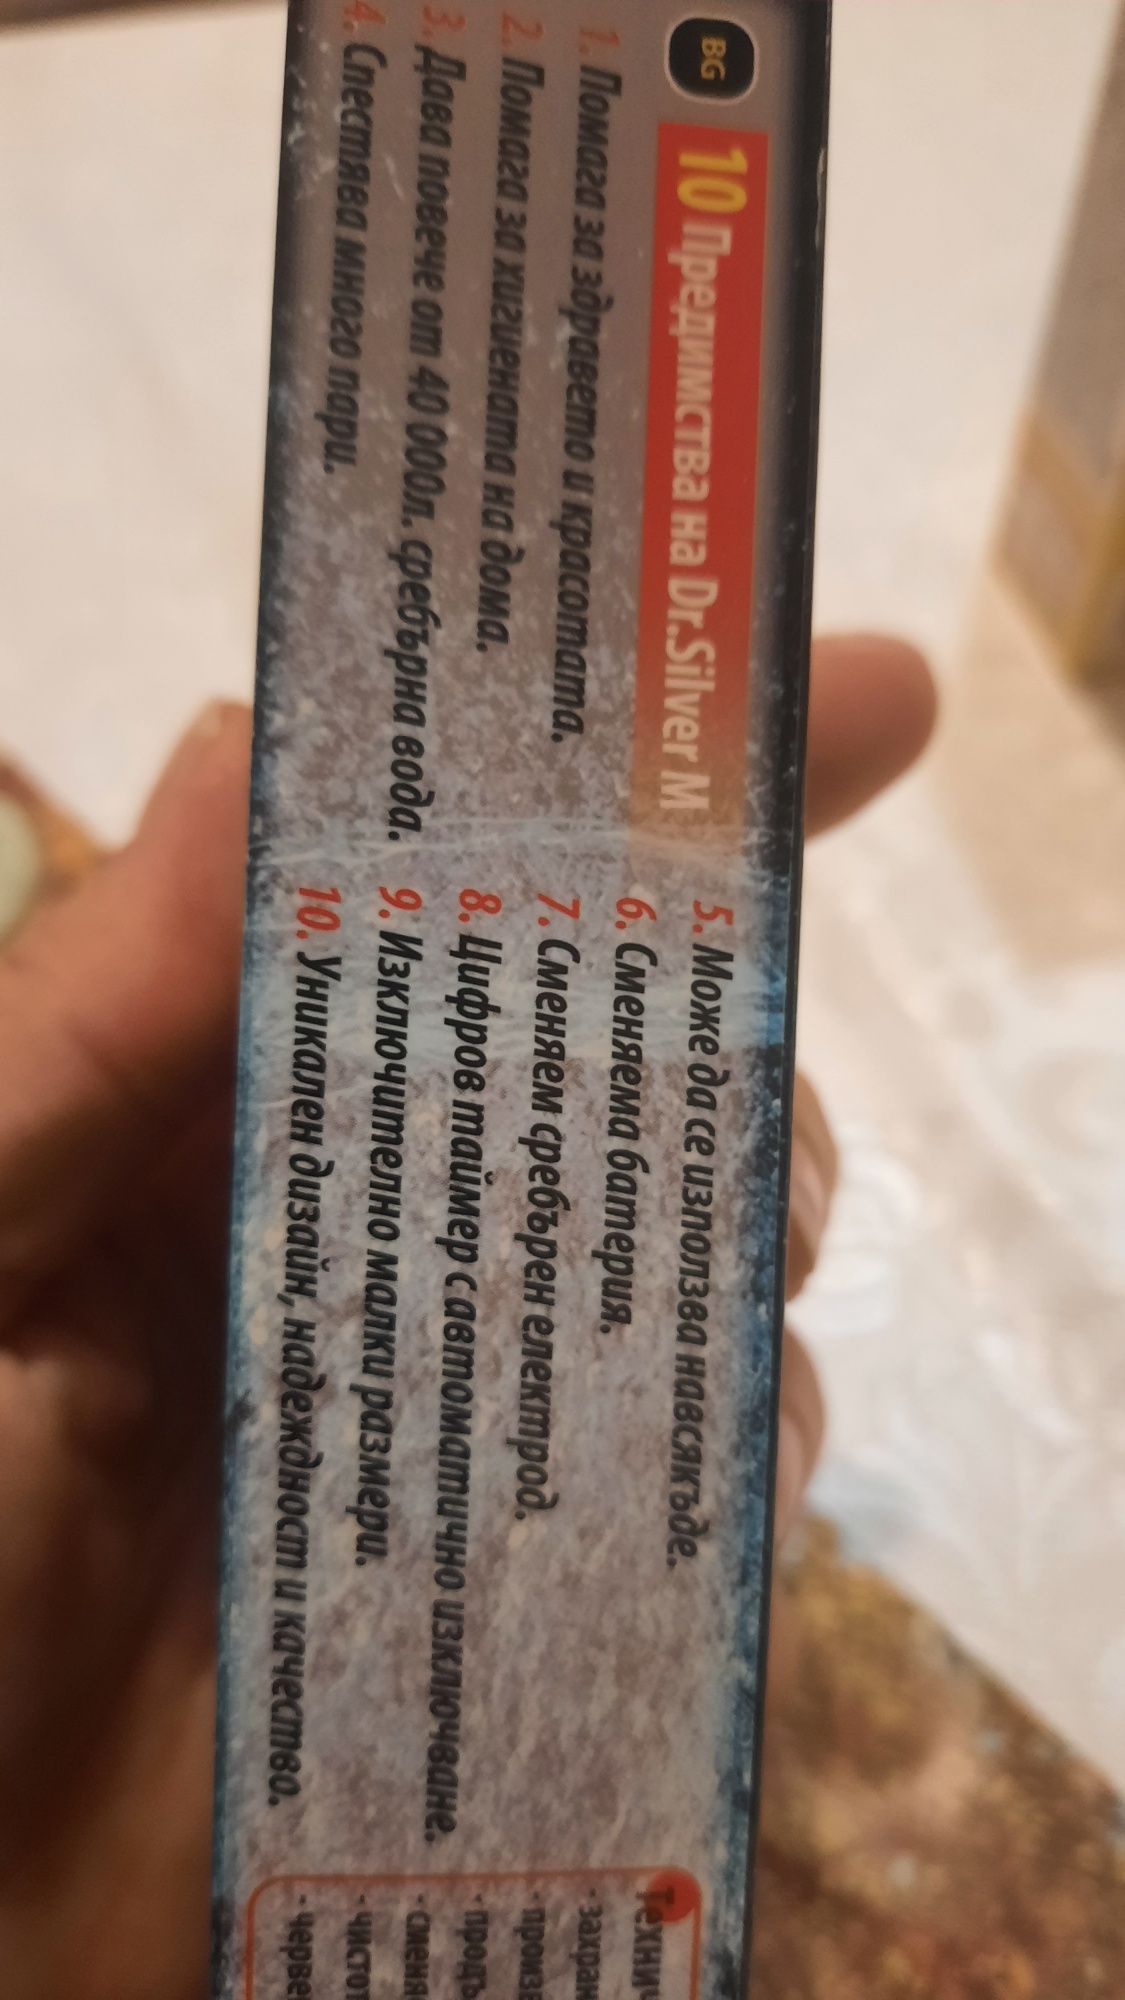 BG
10 Предимства на Dr.Silver M
1. Помага за здравето и красотата.
2. Помага за хигиената на дома.
3. Дава повече от 40 000л. сребърна вода.
4. Спестява много пари.
5. Може да се използва навсякъде.
6. Сменяема батерия.
7. Сменяем сребърен електрод.
8. Цифров таймер с автоматично изключване.
9. Изключително малки размери.
10. Уникален дизайн, надеждност и качество.